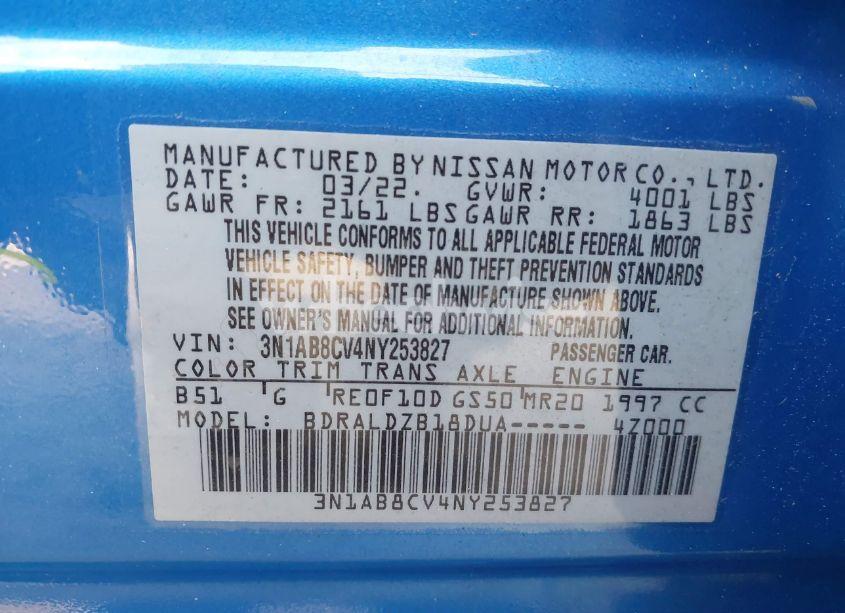 MANUFACTURED BY NISSAN MOTOR CO., LTD.
DATE: 03/22. GVWR: 4001 LBS
GAWR FR: 2161 LBS GAWR RR: 1863 LBS
THIS VEHICLE CONFORMS TO ALL APPLICABLE FEDERAL MOTOR
VEHICLE SAFETY, BUMPER AND THEFT PREVENTION STANDARDS
IN EFFECT ON THE DATE OF MANUFACTURE SHOWN ABOVE.
SEE OWNER'S MANUAL FOR ADDITIONAL INFORMATION.
VIN: 3N1AB8CV4NY253827 PASSENGER CAR.
COLOR TRIM TRANS AXLE ENGINE
B51 G RE0F10D GS50 MR20 1997 CC
MODEL: BDRALDZB18DUA----- 4Z000
3N1AB8CV4NY253827